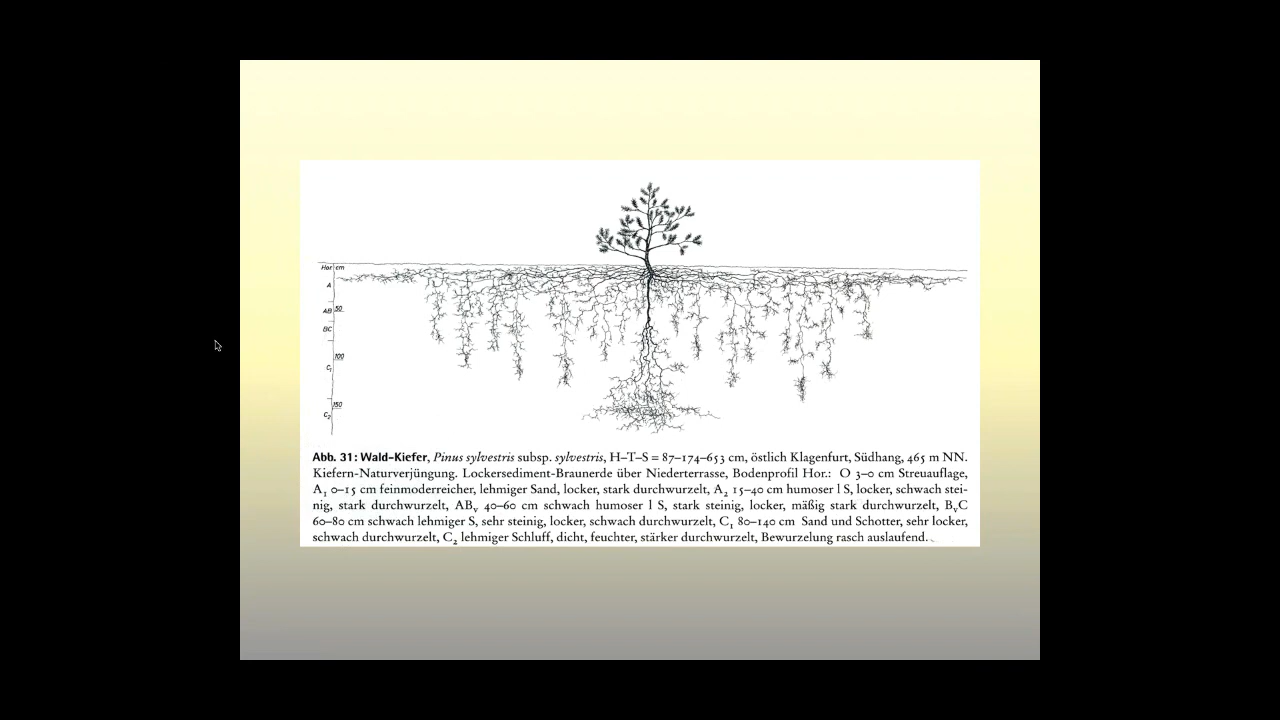 Hor cm
A
AB 50
BC
100
C1
150
C2
Abb. 31: Wald-Kiefer, Pinus sylvestris subsp. sylvestris, H–T–S = 87–174–653 cm, östlich Klagenfurt, Südhang, 465 m NN.
Kiefern-Naturverjüngung. Lockersediment-Braunerde über Niederterrasse, Bodenprofil Hor.: O 3–0 cm Streuauflage,
A₁ 0–15 cm feinmoderreicher, lehmiger Sand, locker, stark durchwurzelt, A₂ 15–40 cm humoser l S, locker, schwach stei-
nig, stark durchwurzelt, ABᵥ 40–60 cm schwach humoser l S, stark steinig, locker, mäßig stark durchwurzelt, BᵥC
60–80 cm schwach lehmiger S, sehr steinig, locker, schwach durchwurzelt, C₁ 80–140 cm Sand und Schotter, sehr locker,
schwach durchwurzelt, C₂ lehmiger Schluff, dicht, feuchter, stärker durchwurzelt, Bewurzelung rasch auslaufend.